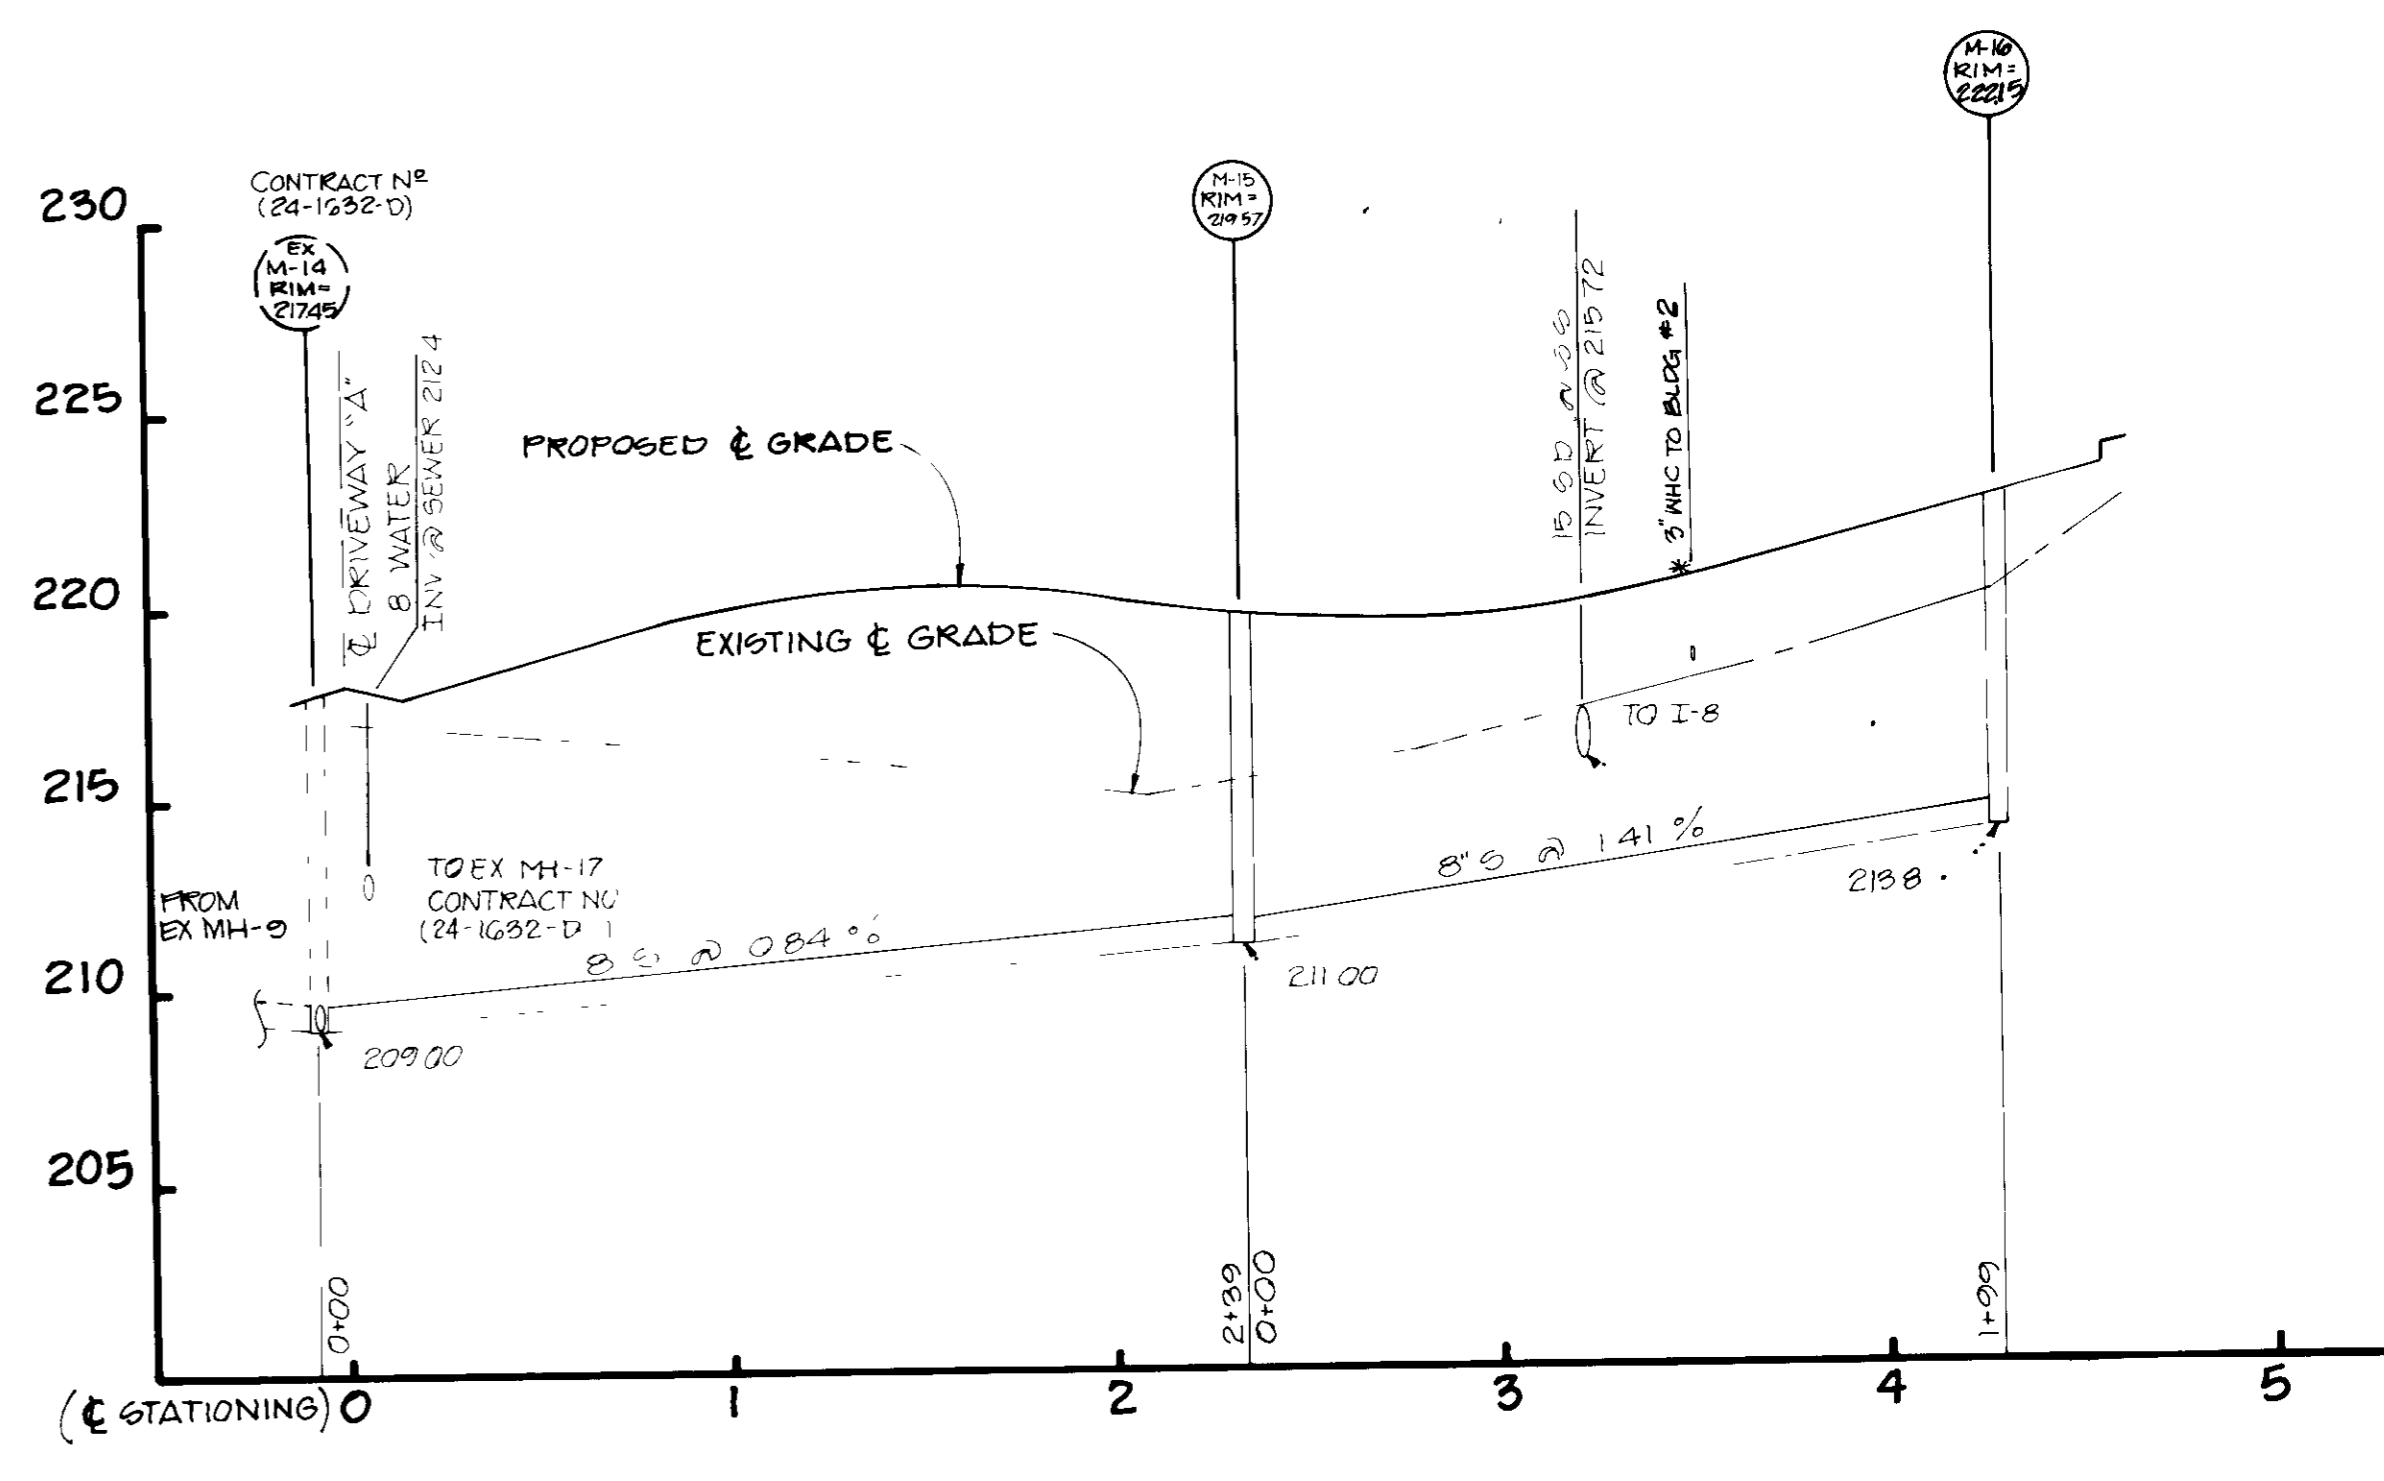 M-16
RIM=
222.15
M-15
RIM=
219 57
CONTRACT Nº
(24-1632-D)
EX
M-14
RIM=
217.45
230
225
220
215
210
205
℄ DRIVEWAY "A"
8 WATER
INV @ SEWER 212 4
PROPOSED ℄ GRADE
EXISTING ℄ GRADE
15 S D
INVERT @ 215 72
* 3" WHC TO BLDG #2
TO I-8
FROM
EX MH-9
TO EX MH-17
CONTRACT NO
(24-1632-D )
8 S @ 0 84 %
8" S @ 1 41 %
209 00
211 00
213 8
0+00
2+39
0+00
1+99
(℄ STATIONING) 0 1 2 3 4 5